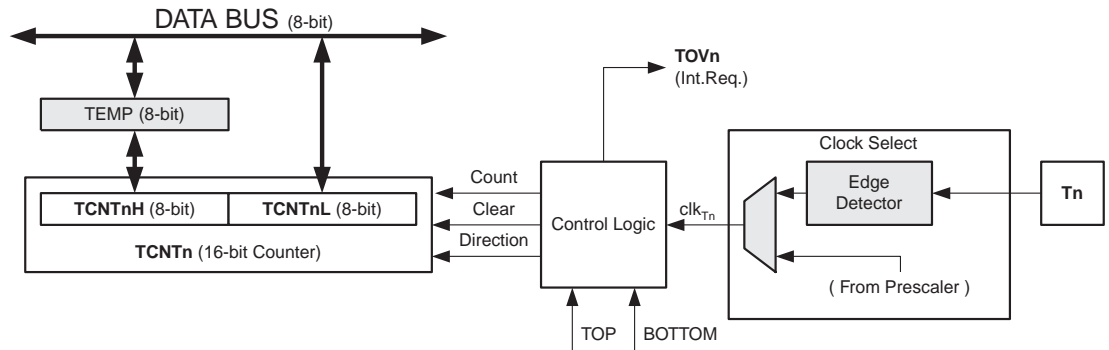 DATA BUS (8-bit)
TOVn
(Int.Req.)
TEMP (8-bit)
Clock Select
Count
Edge
Detector
Tn
TCNTnH (8-bit) TCNTnL (8-bit)
Clear
Control Logic
clkTn
TCNTn (16-bit Counter)
Direction
( From Prescaler )
TOP
BOTTOM